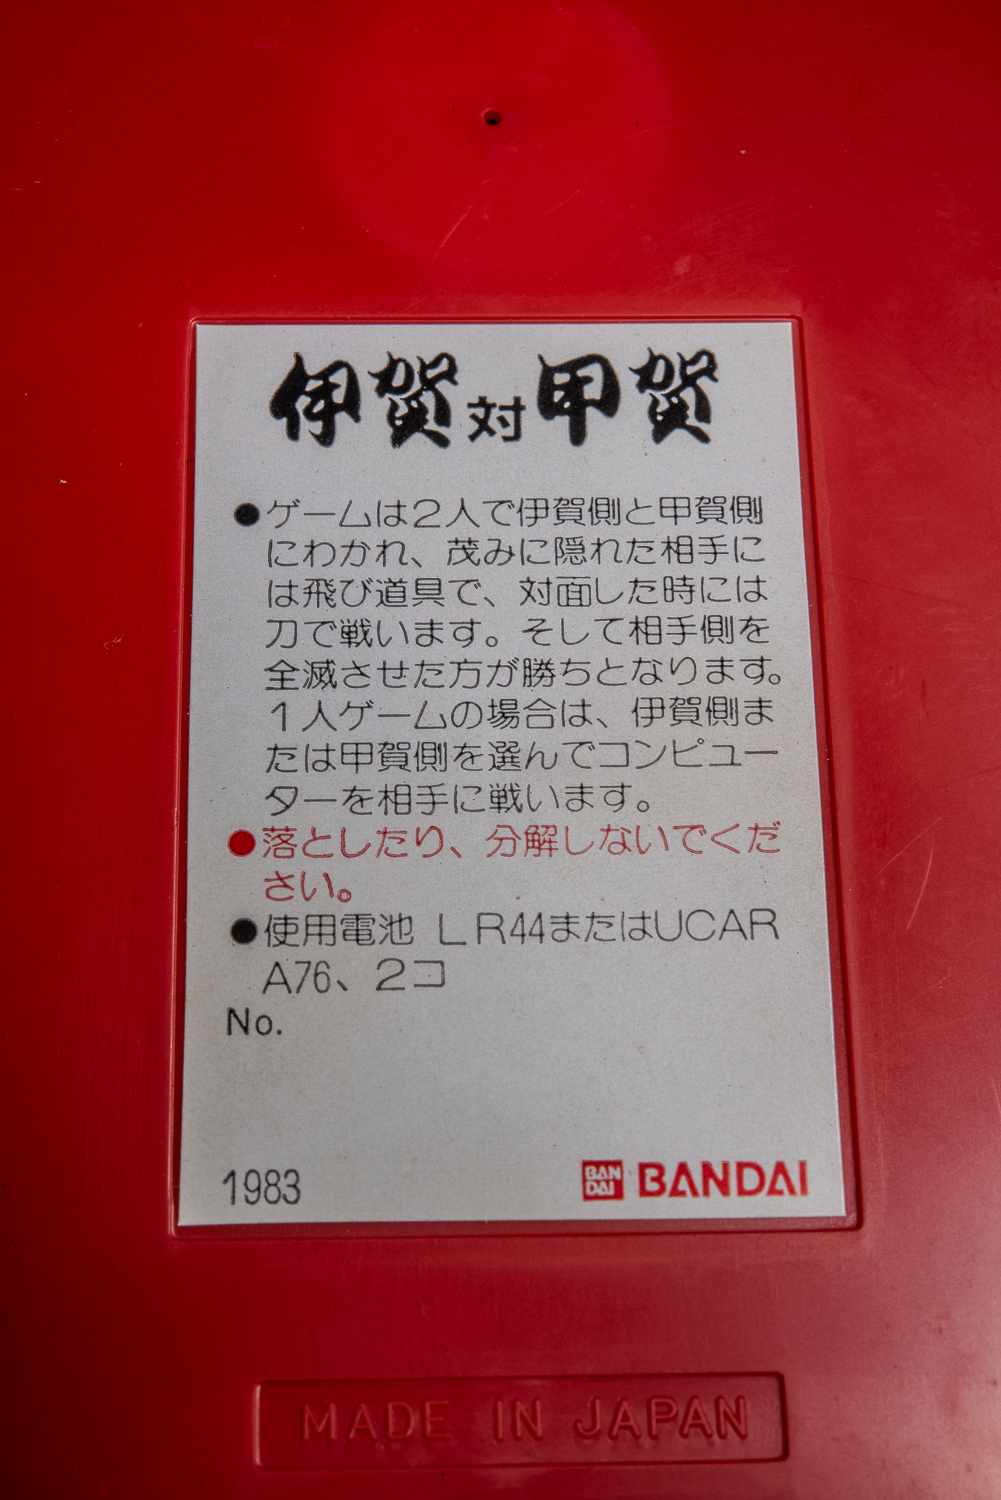 伊賀対甲賀
●ゲームは2人で伊賀側と甲賀側
にわかれ、茂みに隠れた相手に
は飛び道具で、対面した時には
刀で戦います。そして相手側を
全滅させた方が勝ちとなります。
1人ゲームの場合は、伊賀側ま
たは甲賀側を選んでコンピュー
ターを相手に戦います。
●落としたり、分解しないでくだ
さい。
●使用電池 LR44またはUCAR
A76、2コ
No.
1983 BAN DAI BANDAI
MADE IN JAPAN